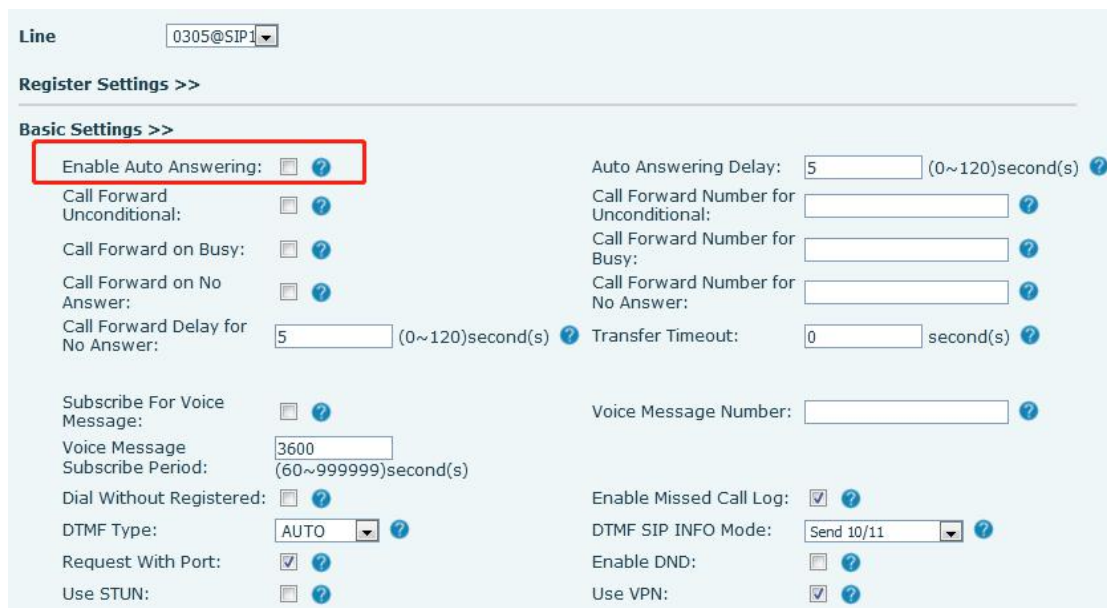 Line 0305@SIP1
Register Settings >>
Basic Settings >>
Enable Auto Answering: Auto Answering Delay: 5 (0~120)second(s)
Call Forward Unconditional: Call Forward Number for Unconditional:
Call Forward on Busy: Call Forward Number for Busy:
Call Forward on No Answer: Call Forward Number for No Answer:
Call Forward Delay for No Answer: 5 (0~120)second(s) Transfer Timeout: 0 second(s)
Subscribe For Voice Message: Voice Message Number:
Voice Message Subscribe Period: 3600 (60~999999)second(s)
Dial Without Registered: Enable Missed Call Log:
DTMF Type: AUTO DTMF SIP INFO Mode: Send 10/11
Request With Port: Enable DND:
Use STUN: Use VPN: